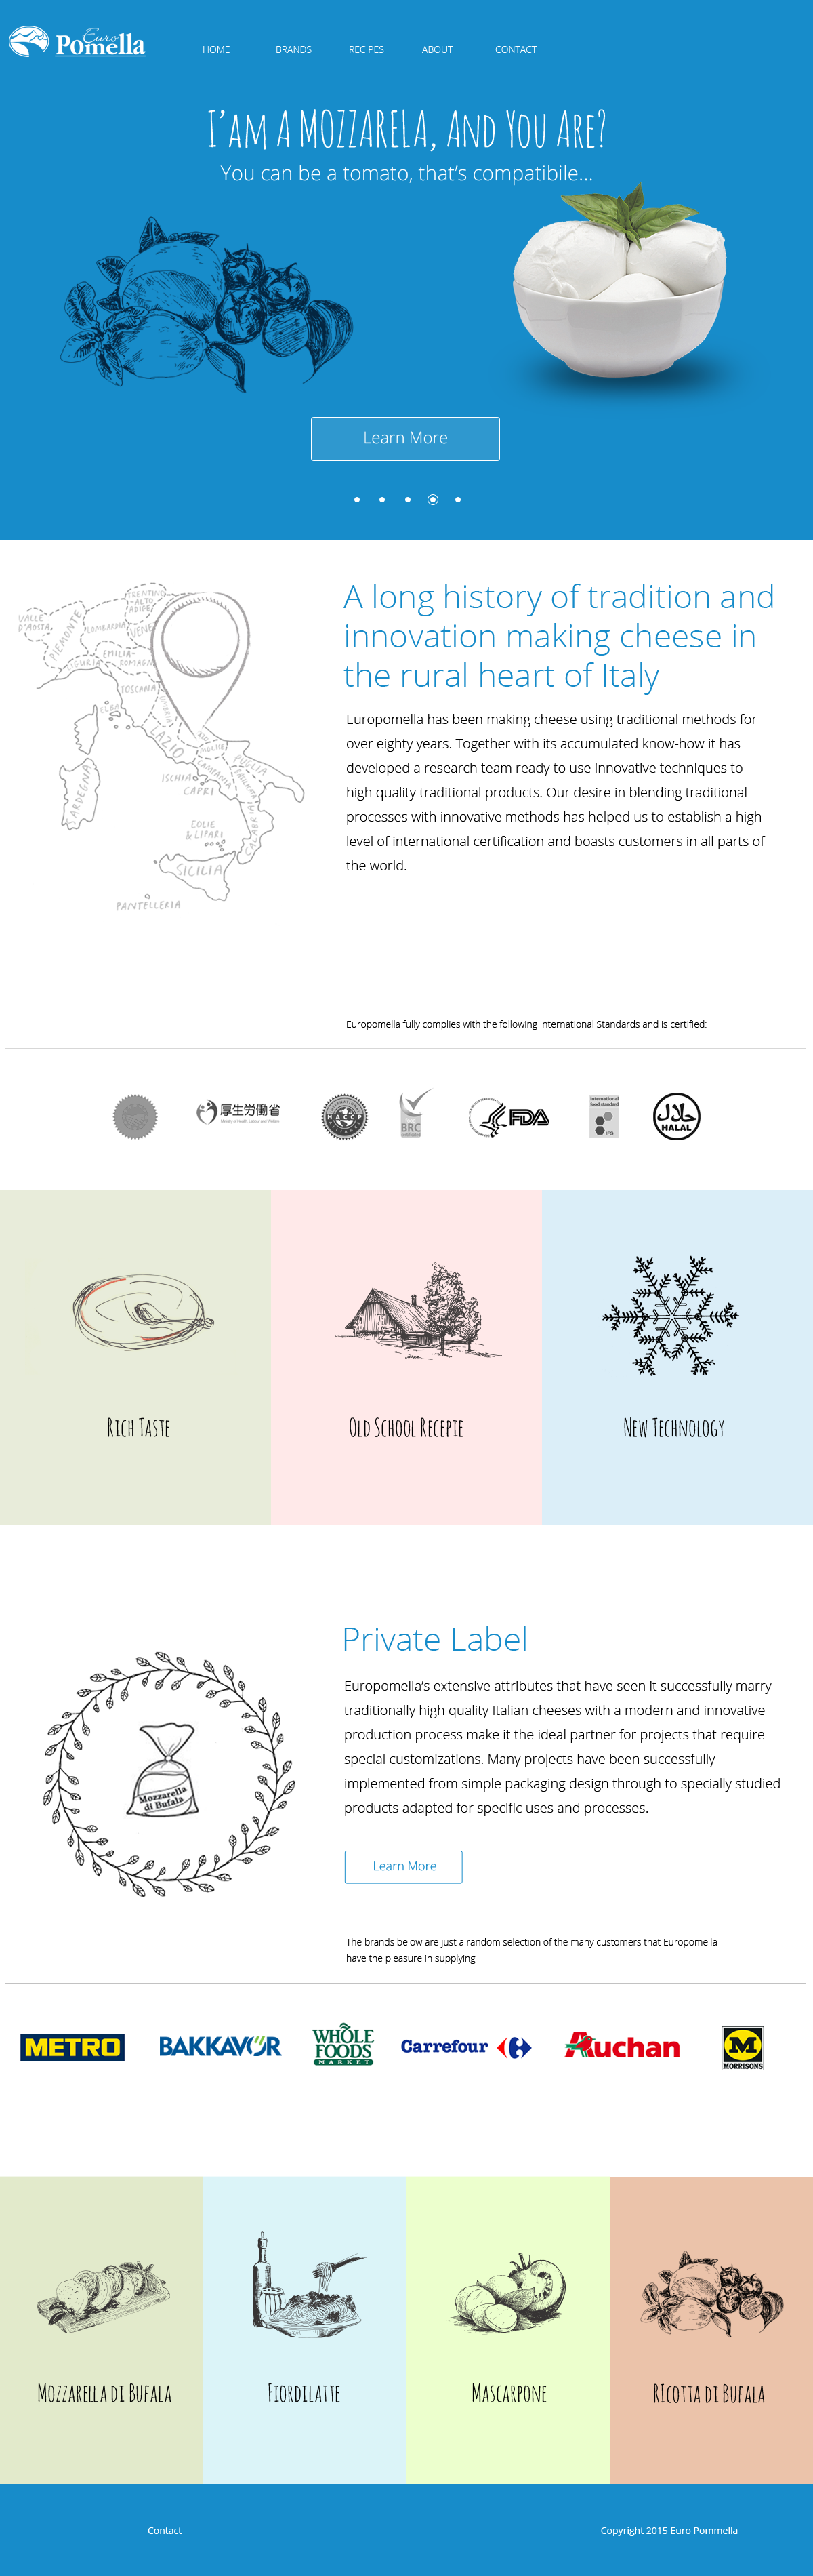 Euro
Pomella
HOME
BRANDS
RECIPES
ABOUT
CONTACT
I'am A MOZZARELA, And You Are?
You can be a tomato, that's compatibile...
Learn More
VALLE D'AOSTA
PIEMONTE
LOMBARDIA
TRENTINO-ALTO ADIGE
VENE
LIGURIA
EMILIA-ROMAGNA
TOSCANA
ELBA
UMBRIA
LAZIO
MOLISE
CAMPANIA
PUGLIA
CALABRIA
SARDEGNA
ISCHIA
CAPRI
EOLIE & LIPARI
SICILIA
PANTELLERIA
A long history of tradition and
innovation making cheese in
the rural heart of Italy
Europomella has been making cheese using traditional methods for
over eighty years. Together with its accumulated know-how it has
developed a research team ready to use innovative techniques to
high quality traditional products. Our desire in blending traditional
processes with innovative methods has helped us to establish a high
level of international certification and boasts customers in all parts of
the world.
Europomella fully complies with the following International Standards and is certified:
厚生労働省
Ministry of Health, Labour and Welfare
HACCP
BRC
FDA
international
food standard
IFS
حلال
HALAL
Rich Taste
Old School Recepie
New Technology
Private Label
Europomella's extensive attributes that have seen it successfully marry
traditionally high quality Italian cheeses with a modern and innovative
production process make it the ideal partner for projects that require
special customizations. Many projects have been successfully
implemented from simple packaging design through to specially studied
products adapted for specific uses and processes.
Mozzarella
di Bufala
Learn More
The brands below are just a random selection of the many customers that Europomella
have the pleasure in supplying
METRO
BAKKAVOR
WHOLE
FOODS
MARKET
Carrefour
Auchan
M
MORRISONS
Mozzarella di Bufala
Fiordilatte
Mascarpone
RIcotta di Bufala
Contact
Copyright 2015 Euro Pommella